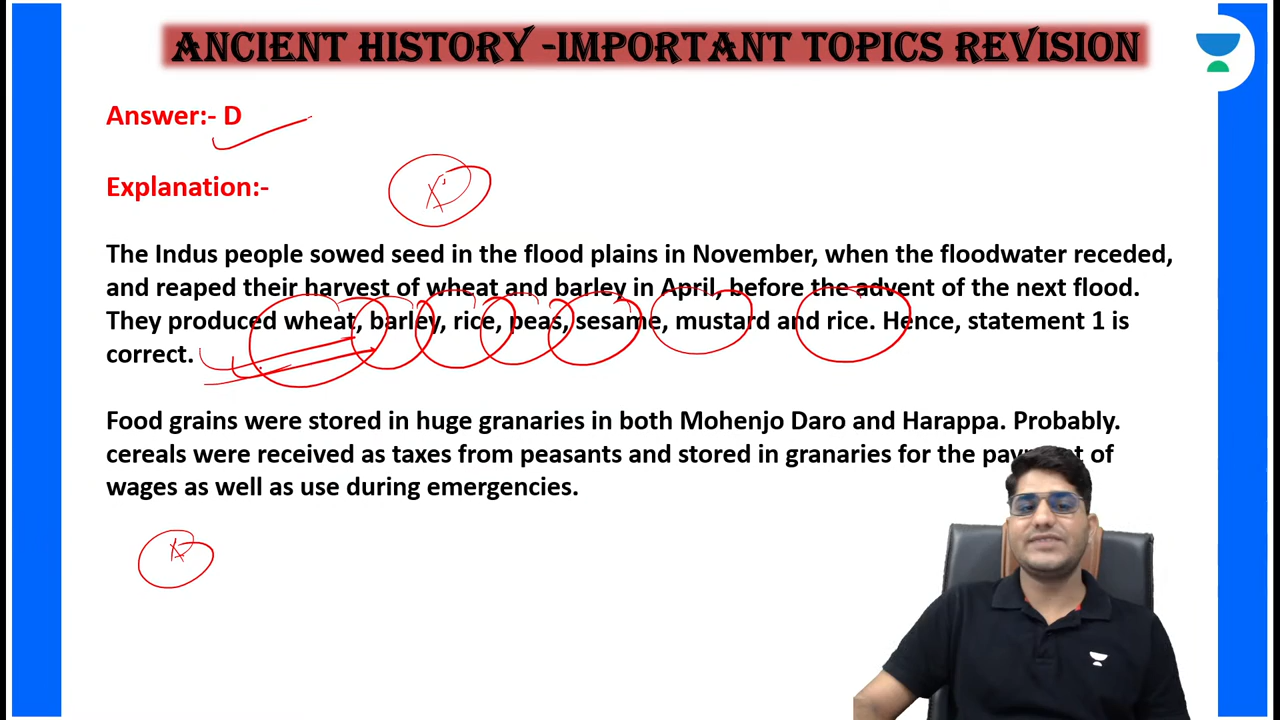 ANCIENT HISTORY -IMPORTANT TOPICS REVISION
Answer:- D
Explanation:-
The Indus people sowed seed in the flood plains in November, when the floodwater receded,
and reaped their harvest of wheat and barley in April, before the advent of the next flood.
They produced wheat, barley, rice, peas, sesame, mustard and rice. Hence, statement 1 is
correct.
Food grains were stored in huge granaries in both Mohenjo Daro and Harappa. Probably.
cereals were received as taxes from peasants and stored in granaries for the payment of
wages as well as use during emergencies.